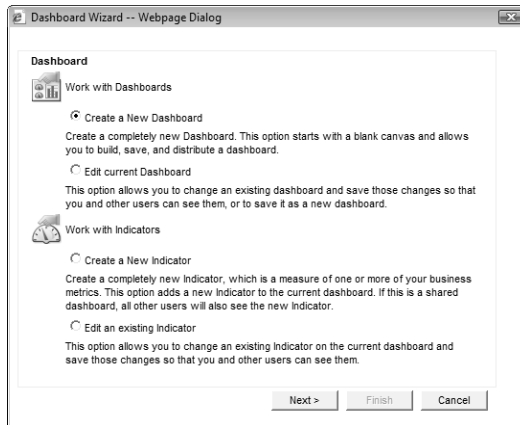 Dashboard Wizard -- Webpage Dialog
Dashboard
Work with Dashboards
Create a New Dashboard
Create a completely new Dashboard. This option starts with a blank canvas and allows
you to build, save, and distribute a dashboard.
Edit current Dashboard
This option allows you to change an existing dashboard and save those changes so that
you and other users can see them, or to save it as a new dashboard.
Work with Indicators
Create a New Indicator
Create a completely new Indicator, which is a measure of one or more of your business
metrics. This option adds a new Indicator to the current dashboard. If this is a shared
dashboard, all other users will also see the new Indicator.
Edit an existing Indicator
This option allows you to change an existing Indicator on the current dashboard and
save those changes so that you and other users can see them.
Next > Finish Cancel